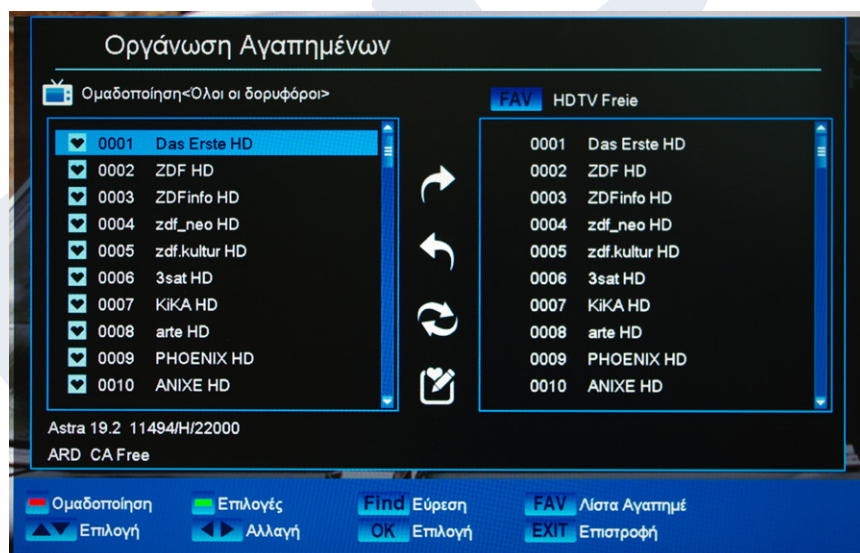 Οργάνωση Αγαπημένων
Ομαδοποίηση<Όλοι οι δορυφόροι>
FAV HDTV Freie
0001 Das Erste HD
0002 ZDF HD
0003 ZDFinfo HD
0004 zdf_neo HD
0005 zdf.kultur HD
0006 3sat HD
0007 KiKA HD
0008 arte HD
0009 PHOENIX HD
0010 ANIXE HD
0001 Das Erste HD
0002 ZDF HD
0003 ZDFinfo HD
0004 zdf_neo HD
0005 zdf.kultur HD
0006 3sat HD
0007 KiKA HD
0008 arte HD
0009 PHOENIX HD
0010 ANIXE HD
Astra 19.2 11494/H/22000
ARD CA Free
Ομαδοποίηση Επιλογές Find Εύρεση FAV Λίστα Αγαπημέ
Επιλογή Αλλαγή OK Επιλογή EXIT Επιστροφή